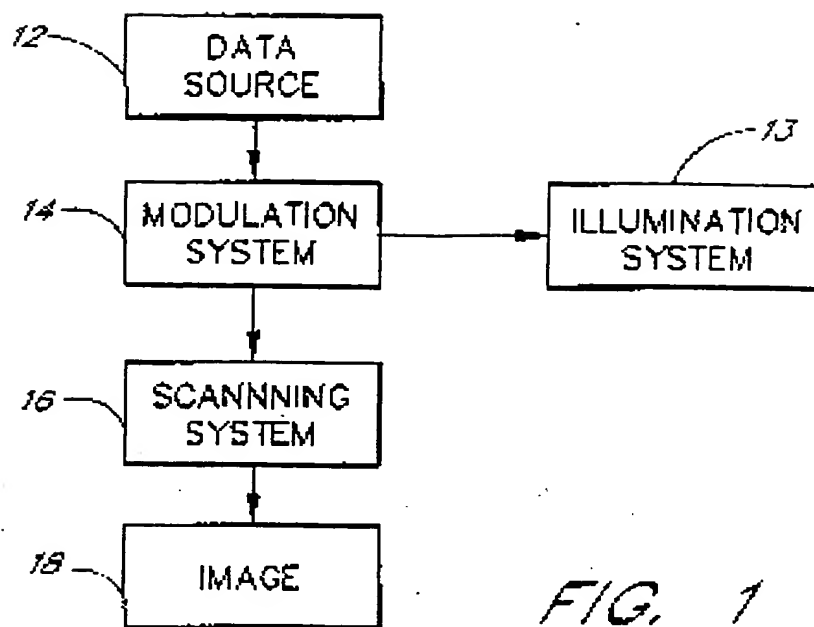 12
DATA
SOURCE
13
14
MODULATION
SYSTEM
ILLUMINATION
SYSTEM
16
SCANNNING
SYSTEM
18
IMAGE
FIG. 1